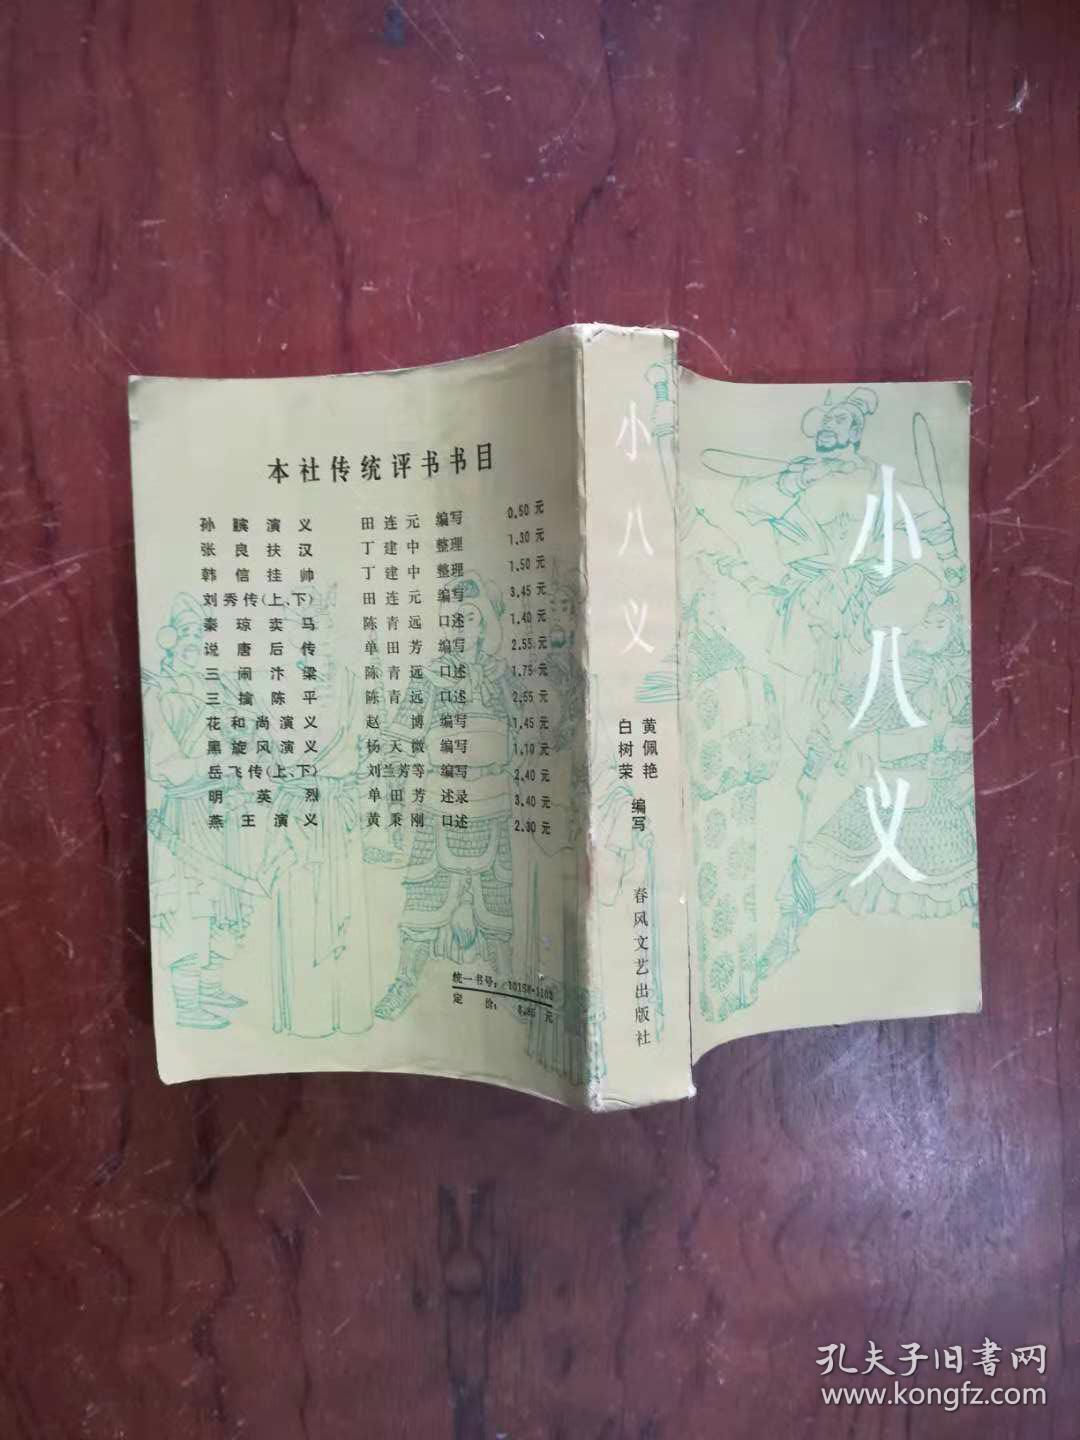 本社传统评书书目
孙膑演义 田连元 编写 0.50元
张良扶汉 丁建中 整理 1.30元
韩信挂帅 丁建中 整理 1.50元
刘秀传(上、下) 田连元 编写 3.45元
秦琼卖马 陈青远 口述 1.40元
说唐后传 单田芳 编写 2.55元
三闹汴梁 陈青远 口述 1.75元
三擒陈平 陈青远 口述 2.55元
花和尚演义 赵博 编写 1.45元
黑旋风演义 杨天微 编写 1.10元
岳飞传(上、下) 刘兰芳等 编写 2.40元
明英烈 单田芳 述录 3.40元
燕王演义 黄秉刚 口述 2.30元
统一书号:
定 价: 元
小八义
黄佩艳
白树荣
编写
春风文艺出版社
小八义
孔夫子旧書网
www.kongfz.com